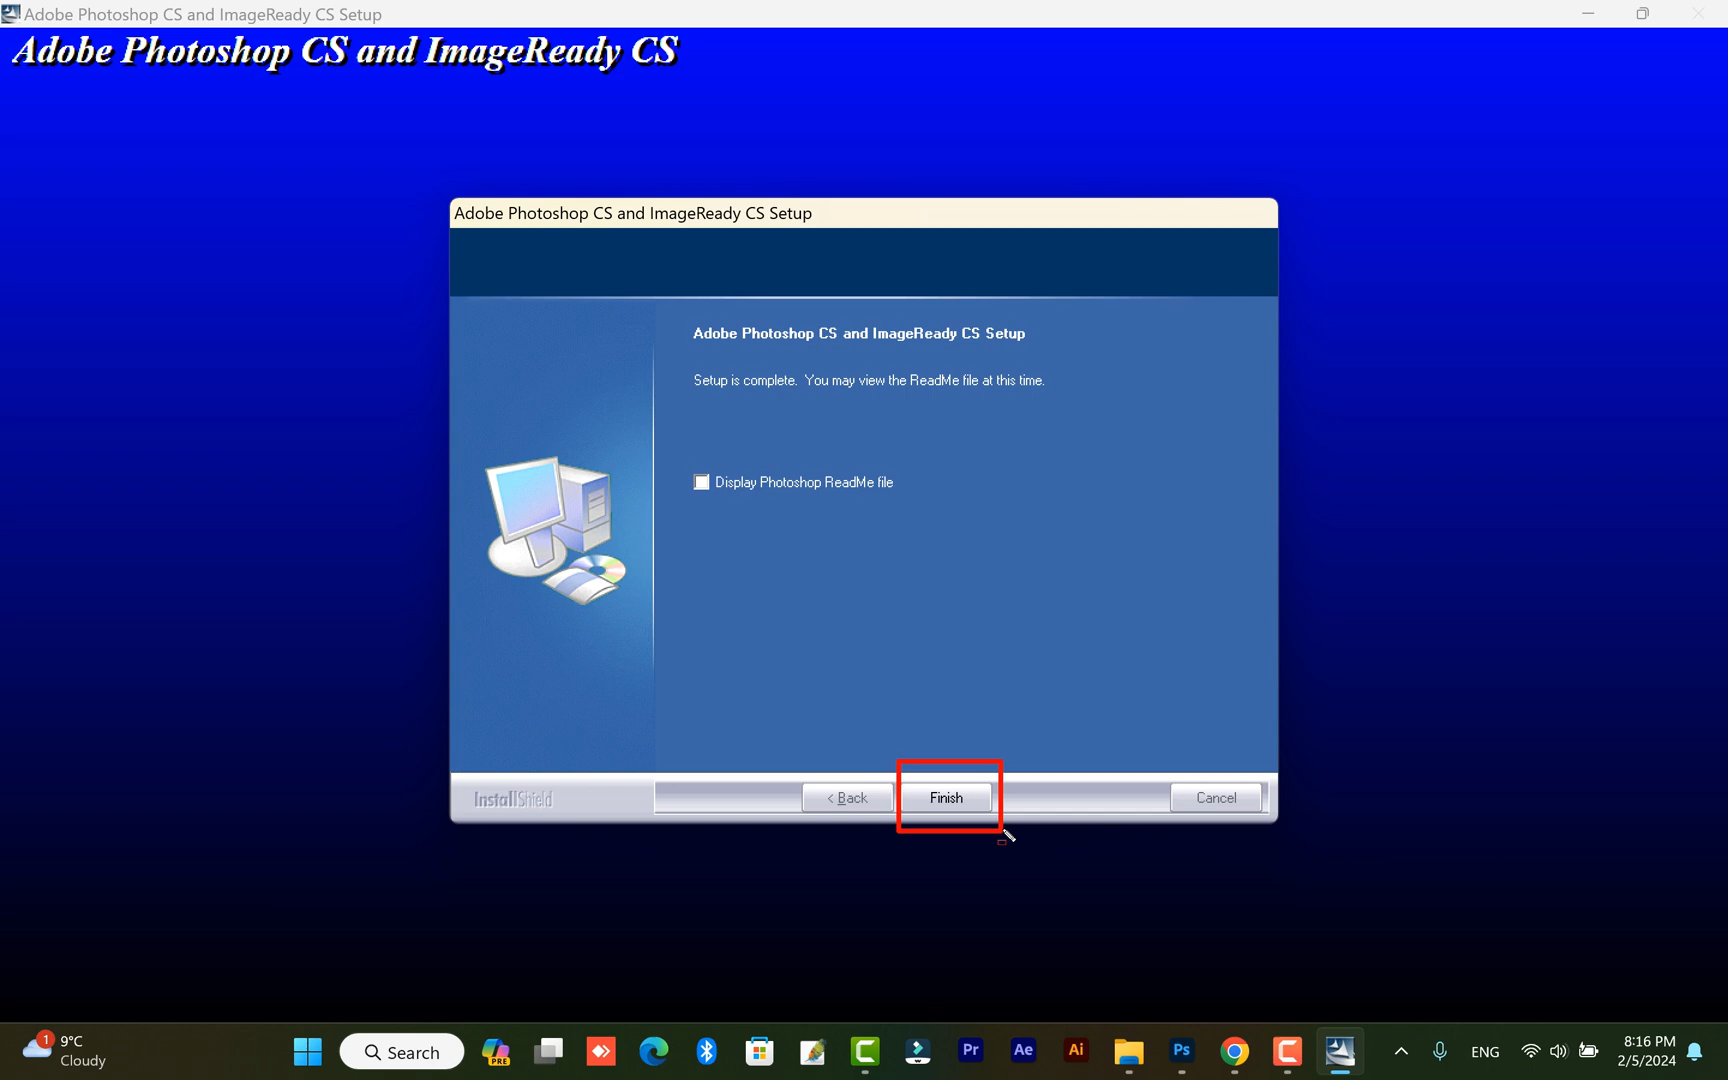 Adobe Photoshop CS and ImageReady CS Setup
Adobe Photoshop CS and ImageReady CS
Adobe Photoshop CS and ImageReady CS Setup
Adobe Photoshop CS and ImageReady CS Setup
Setup is complete. You may view the ReadMe file at this time.
Display Photoshop ReadMe file
InstallShield
< Back
Finish
Cancel
1
9°C
Cloudy
Search
PRE
Pr
Ae
Ai
Ps
ENG
8:16 PM
2/5/2024